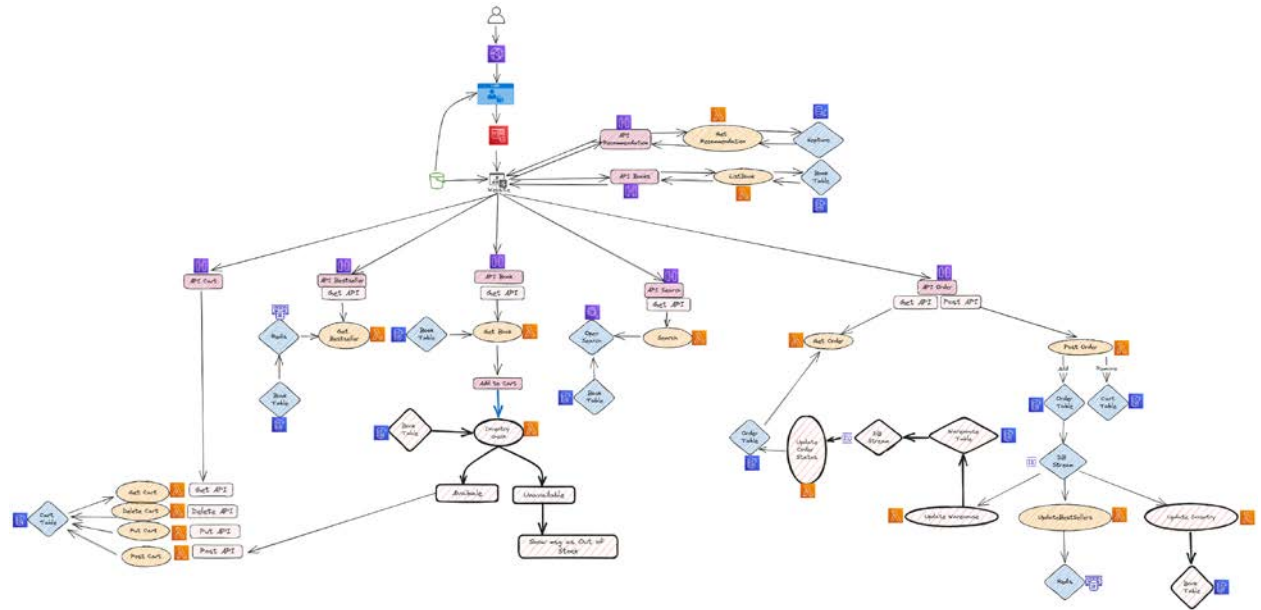 API
Recommendation
Get
Recommendation
Neptune
Website
API Books
ListBook
Book
Table
API Cart
API Bestseller
Get API
API Book
Get API
API Search
Get API
API Order
Get API
Post API
Redis
Get
Bestseller
Book
Table
Get Book
Open
Search
Search
Get Order
Post Order
Book
Table
Add to Cart
Book
Table
Add
Remove
Order
Table
Cart
Table
Book
Table
Inventory
Check
Order
Table
Update
Order
Status
DB
Stream
Warehouse
Table
DB
Stream
Available
Unavailable
Get Cart
Get API
Cart
Table
Delete Cart
Delete API
Put Cart
Put API
Post Cart
Post API
Update Warehouse
UpdateBestSellers
Update Inventory
Show msg as Out of
Stock
Redis
Book
Table